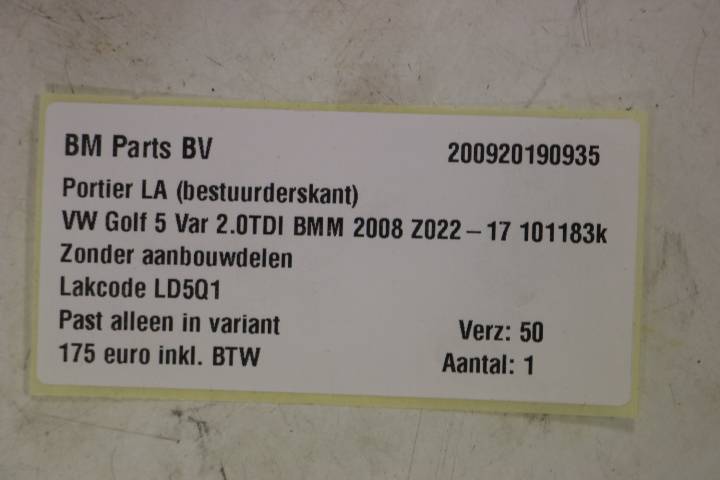 BM Parts BV 200920190935
Portier LA (bestuurderskant)
VW Golf 5 Var 2.0TDI BMM 2008 Z022-17 101183k
Zonder aanbouwdelen
Lakcode LD5Q1
Past alleen in variant Verz: 50
175 euro inkl. BTW Aantal: 1